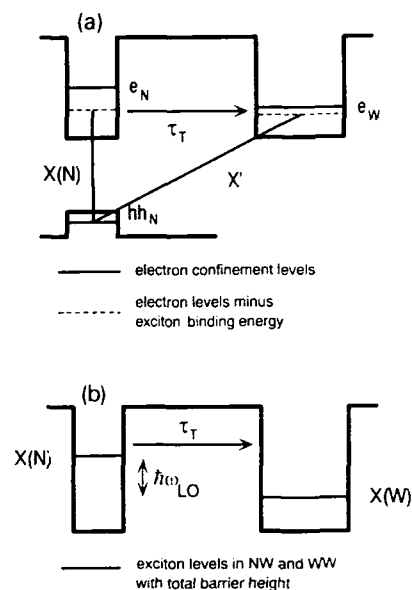 (a)
e_N
e_W
τ_T
X(N)
X'
hh_N
electron confinement levels
electron levels minus
exciton binding energy
(b)
τ_T
X(N)
ħω_LO
X(W)
exciton levels in NW and WW
with total barrier height